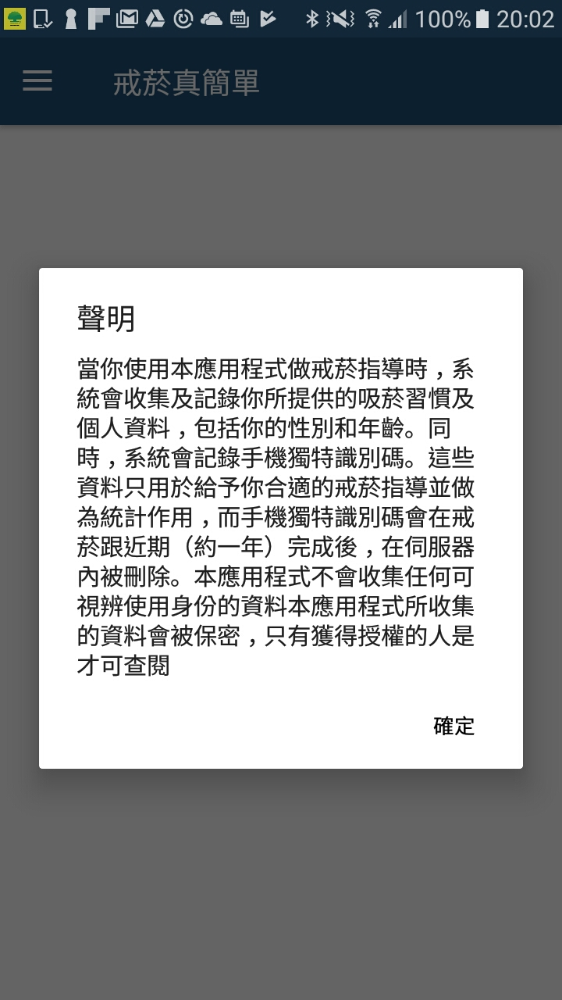 100% 20:02
戒菸真簡單
聲明
當你使用本應用程式做戒菸指導時，系
統會收集及記錄你所提供的吸菸習慣及
個人資料，包括你的性別和年齡。同
時，系統會記錄手機獨特識別碼。這些
資料只用於給予你合適的戒菸指導並做
為統計作用，而手機獨特識別碼會在戒
菸跟近期（約一年）完成後，在伺服器
內被刪除。本應用程式不會收集任何可
視辨使用身份的資料本應用程式所收集
的資料會被保密，只有獲得授權的人是
才可查閱
確定